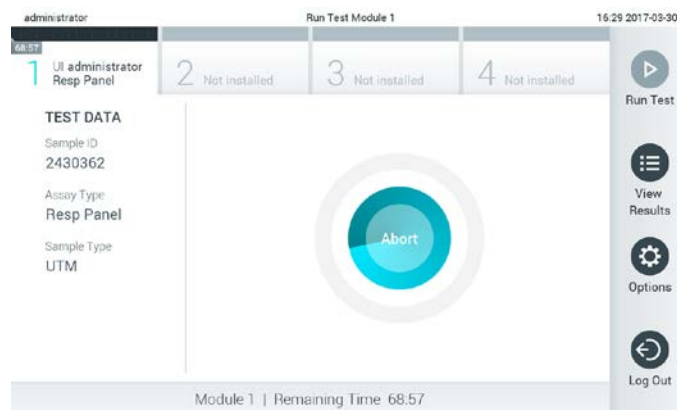 administrator Run Test Module 1 16:29 2017-03-30
68:57
1 UI administrator
Resp Panel
2 Not installed
3 Not installed
4 Not installed
Run Test
TEST DATA
Sample ID
2430362
Assay Type
Resp Panel
Sample Type
UTM
Abort
View
Results
Options
Log Out
Module 1 | Remaining Time 68:57